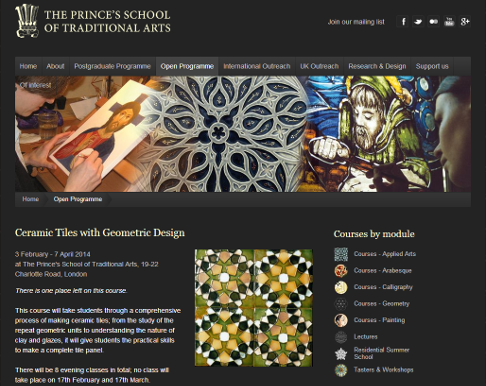 THE PRINCE'S SCHOOL
OF TRADITIONAL ARTS
Join our mailing list
Home About Postgraduate Programme Open Programme International Outreach UK Outreach Research & Design Support us
Of interest
Home Open Programme
Ceramic Tiles with Geometric Design
3 February - 7 April 2014
at The Prince's School of Traditional Arts, 19-22
Charlotte Road, London
There is one place left on this course.
This course will take students through a comprehensive
process of making ceramic tiles; from the study of the
repeat geometric units to understanding the nature of
clay and glazes, it will give students the practical skills
to make a complete tile panel.
There will be 8 evening classes in total; no class will
take place on 17th February and 17th March.
Courses by module
Courses - Applied Arts
Courses - Arabesque
Courses - Calligraphy
Courses - Geometry
Courses - Painting
Lectures
Residential Summer
School
Tasters & Workshops